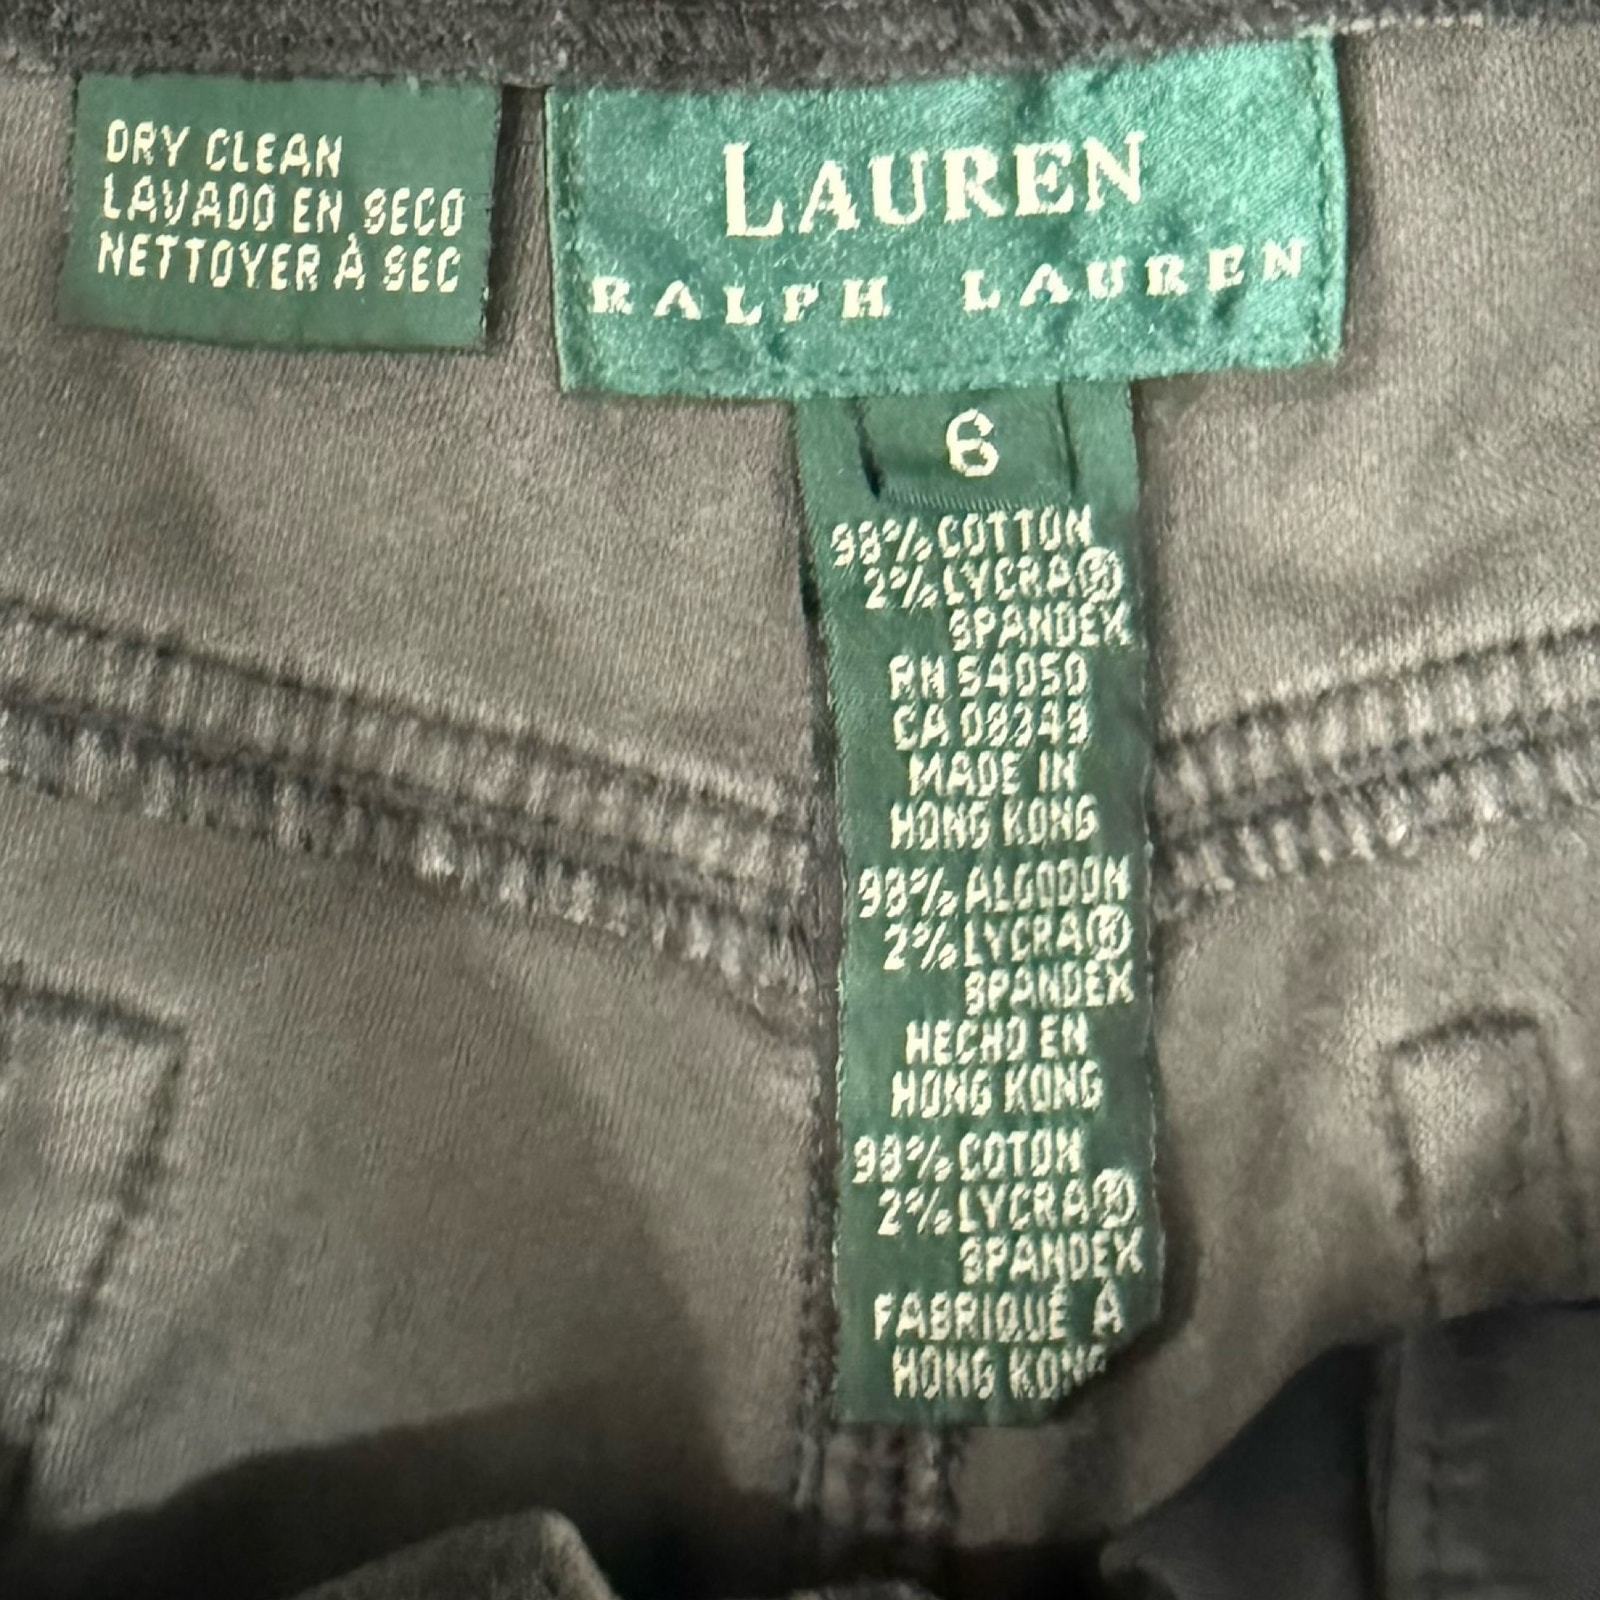 DRY CLEAN
LAVADO EN SECO
NETTOYER À SEC
LAUREN
RALPH LAUREN
6
98% COTTON
2% LYCRA®
SPANDEX
RN 54050
CA 08349
MADE IN
HONG KONG
98% ALGODON
2% LYCRA®
SPANDEX
HECHO EN
HONG KONG
98% COTON
2% LYCRA®
SPANDEX
FABRIQUÉ À
HONG KONG